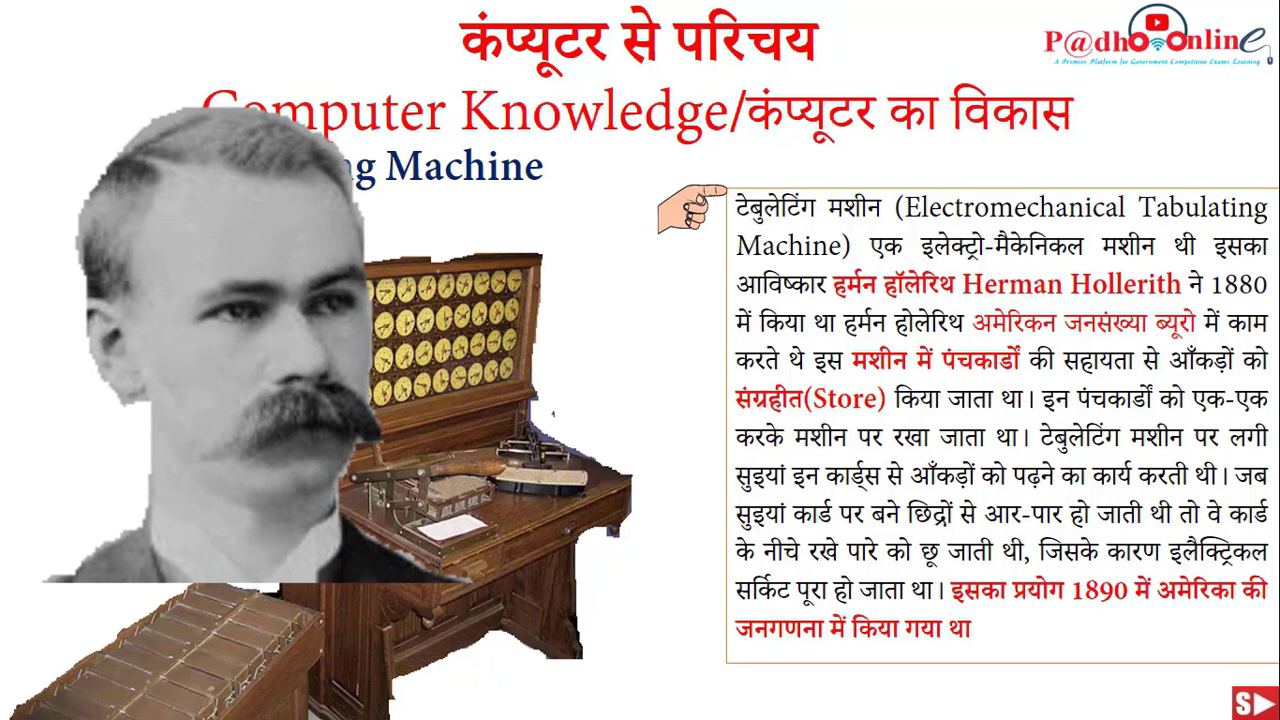 कंप्यूटर से परिचय
P@dhO Online
A Premier Platform for Government Competitive Exams Learning
Computer Knowledge/कंप्यूटर का विकास
Machine
टेबुलेटिंग मशीन (Electromechanical Tabulating
Machine) एक इलेक्ट्रो-मैकेनिकल मशीन थी इसका
आविष्कार हर्मन हॉलेरिथ Herman Hollerith ने 1880
में किया था हर्मन होलेरिथ अमेरिकन जनसंख्या ब्यूरो में काम
करते थे इस मशीन में पंचकार्डों की सहायता से आँकड़ों को
संग्रहीत(Store) किया जाता था। इन पंचकार्डों को एक-एक
करके मशीन पर रखा जाता था। टेबुलेटिंग मशीन पर लगी
सुइयां इन कार्ड्स से आँकड़ों को पढ़ने का कार्य करती थी। जब
सुइयां कार्ड पर बने छिद्रों से आर-पार हो जाती थी तो वे कार्ड
के नीचे रखे पारे को छू जाती थी, जिसके कारण इलैक्ट्रिकल
सर्किट पूरा हो जाता था। इसका प्रयोग 1890 में अमेरिका की
जनगणना में किया गया था
S